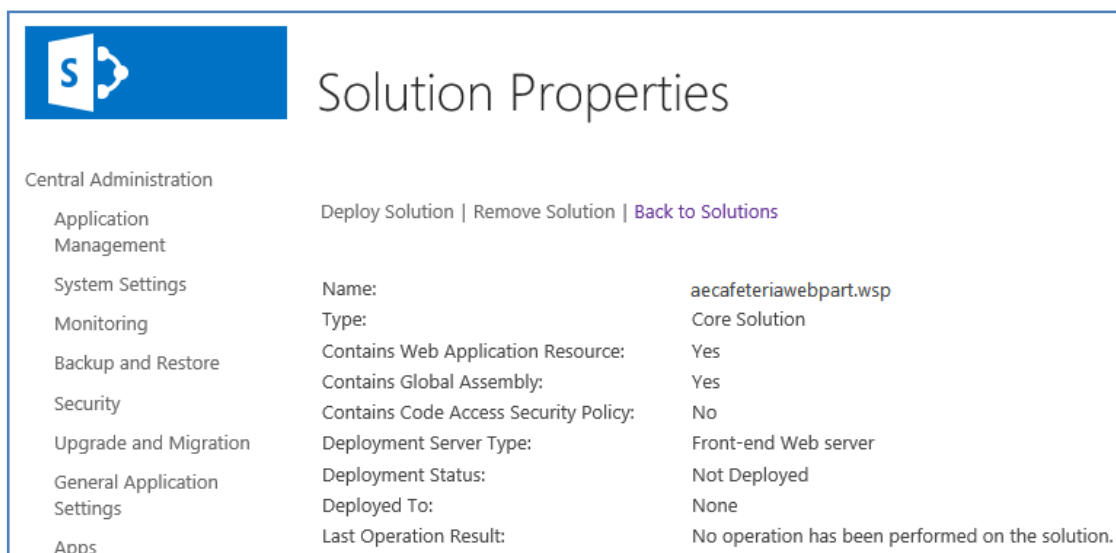 S
Solution Properties
Central Administration
Application
Management
System Settings
Monitoring
Backup and Restore
Security
Upgrade and Migration
General Application
Settings
Apps
Deploy Solution | Remove Solution | Back to Solutions
Name: aecafeteriawebpart.wsp
Type: Core Solution
Contains Web Application Resource: Yes
Contains Global Assembly: Yes
Contains Code Access Security Policy: No
Deployment Server Type: Front-end Web server
Deployment Status: Not Deployed
Deployed To: None
Last Operation Result: No operation has been performed on the solution.